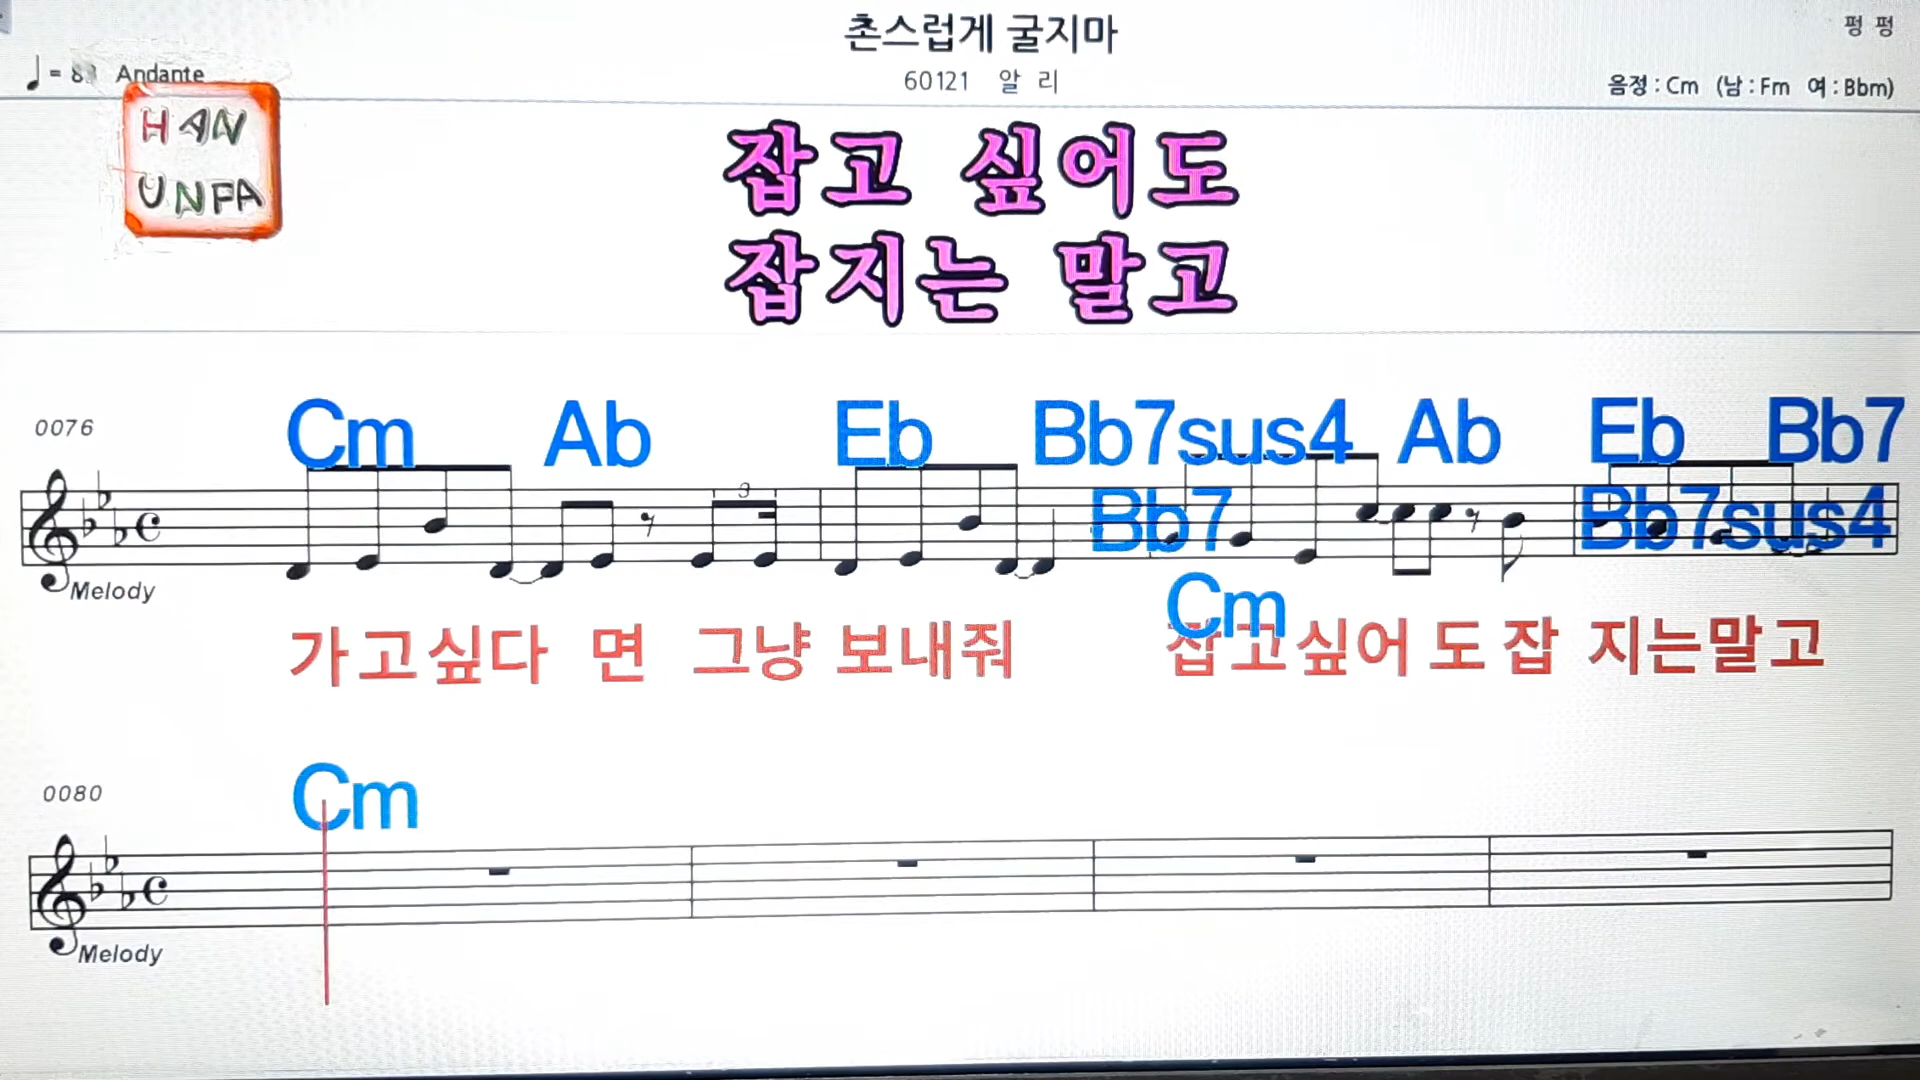 촌스럽게 굴지마
펑 펑
Andante
60121 알 리
음정 : Cm (남 : Fm 여 : Bbm)
HAN
UNFA
잡고 싶어도
잡지는 말고
0076
Cm Ab Eb Bb7sus4 Ab Eb Bb7
3
Bb7 Bb7sus4
Melody
Cm
가고싶다 면 그냥 보내줘 잡고싶어 도 잡 지는말고
0080
Cm
Melody